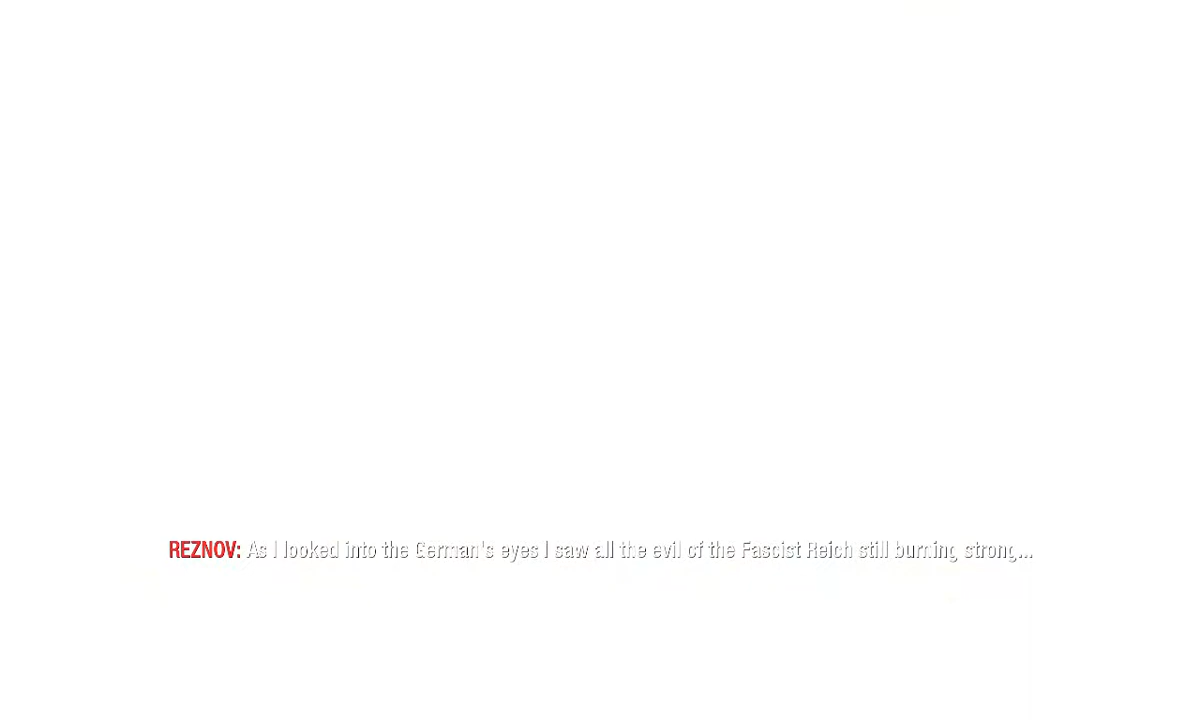 REZNOV: As I looked into the German's eyes I saw all the evil of the Fascist Reich still burning strong...